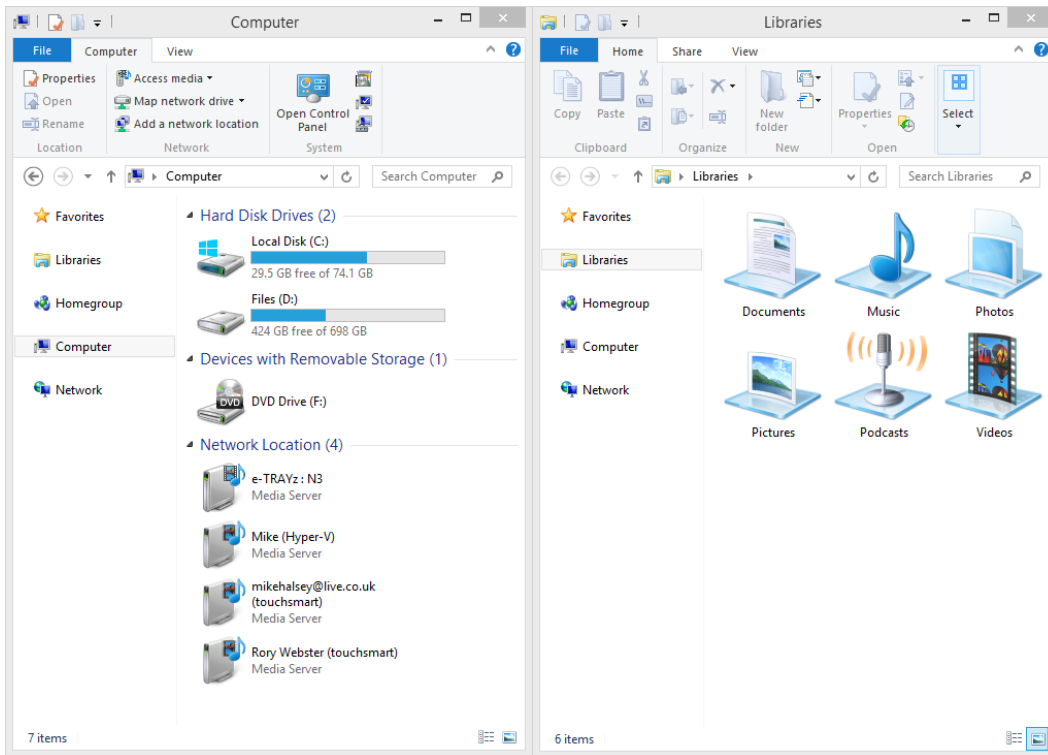 Computer
File Computer View
Properties
Open
Rename
Location
Access media
Map network drive
Add a network location
Network
Open Control
Panel
System
Computer
Search Computer
Favorites
Libraries
Homegroup
Computer
Network
Hard Disk Drives (2)
Local Disk (C:)
29.5 GB free of 74.1 GB
Files (D:)
424 GB free of 698 GB
Devices with Removable Storage (1)
DVD
DVD Drive (F:)
Network Location (4)
e-TRAYz : N3
Media Server
Mike (Hyper-V)
Media Server
mikehalsey@live.co.uk
(touchsmart)
Media Server
Rory Webster (touchsmart)
Media Server
7 items
Libraries
File Home Share View
Copy
Paste
Clipboard
Organize
New
folder
New
Properties
Open
Select
Libraries
Search Libraries
Favorites
Libraries
Homegroup
Computer
Network
Documents Music Photos
Pictures Podcasts Videos
6 items